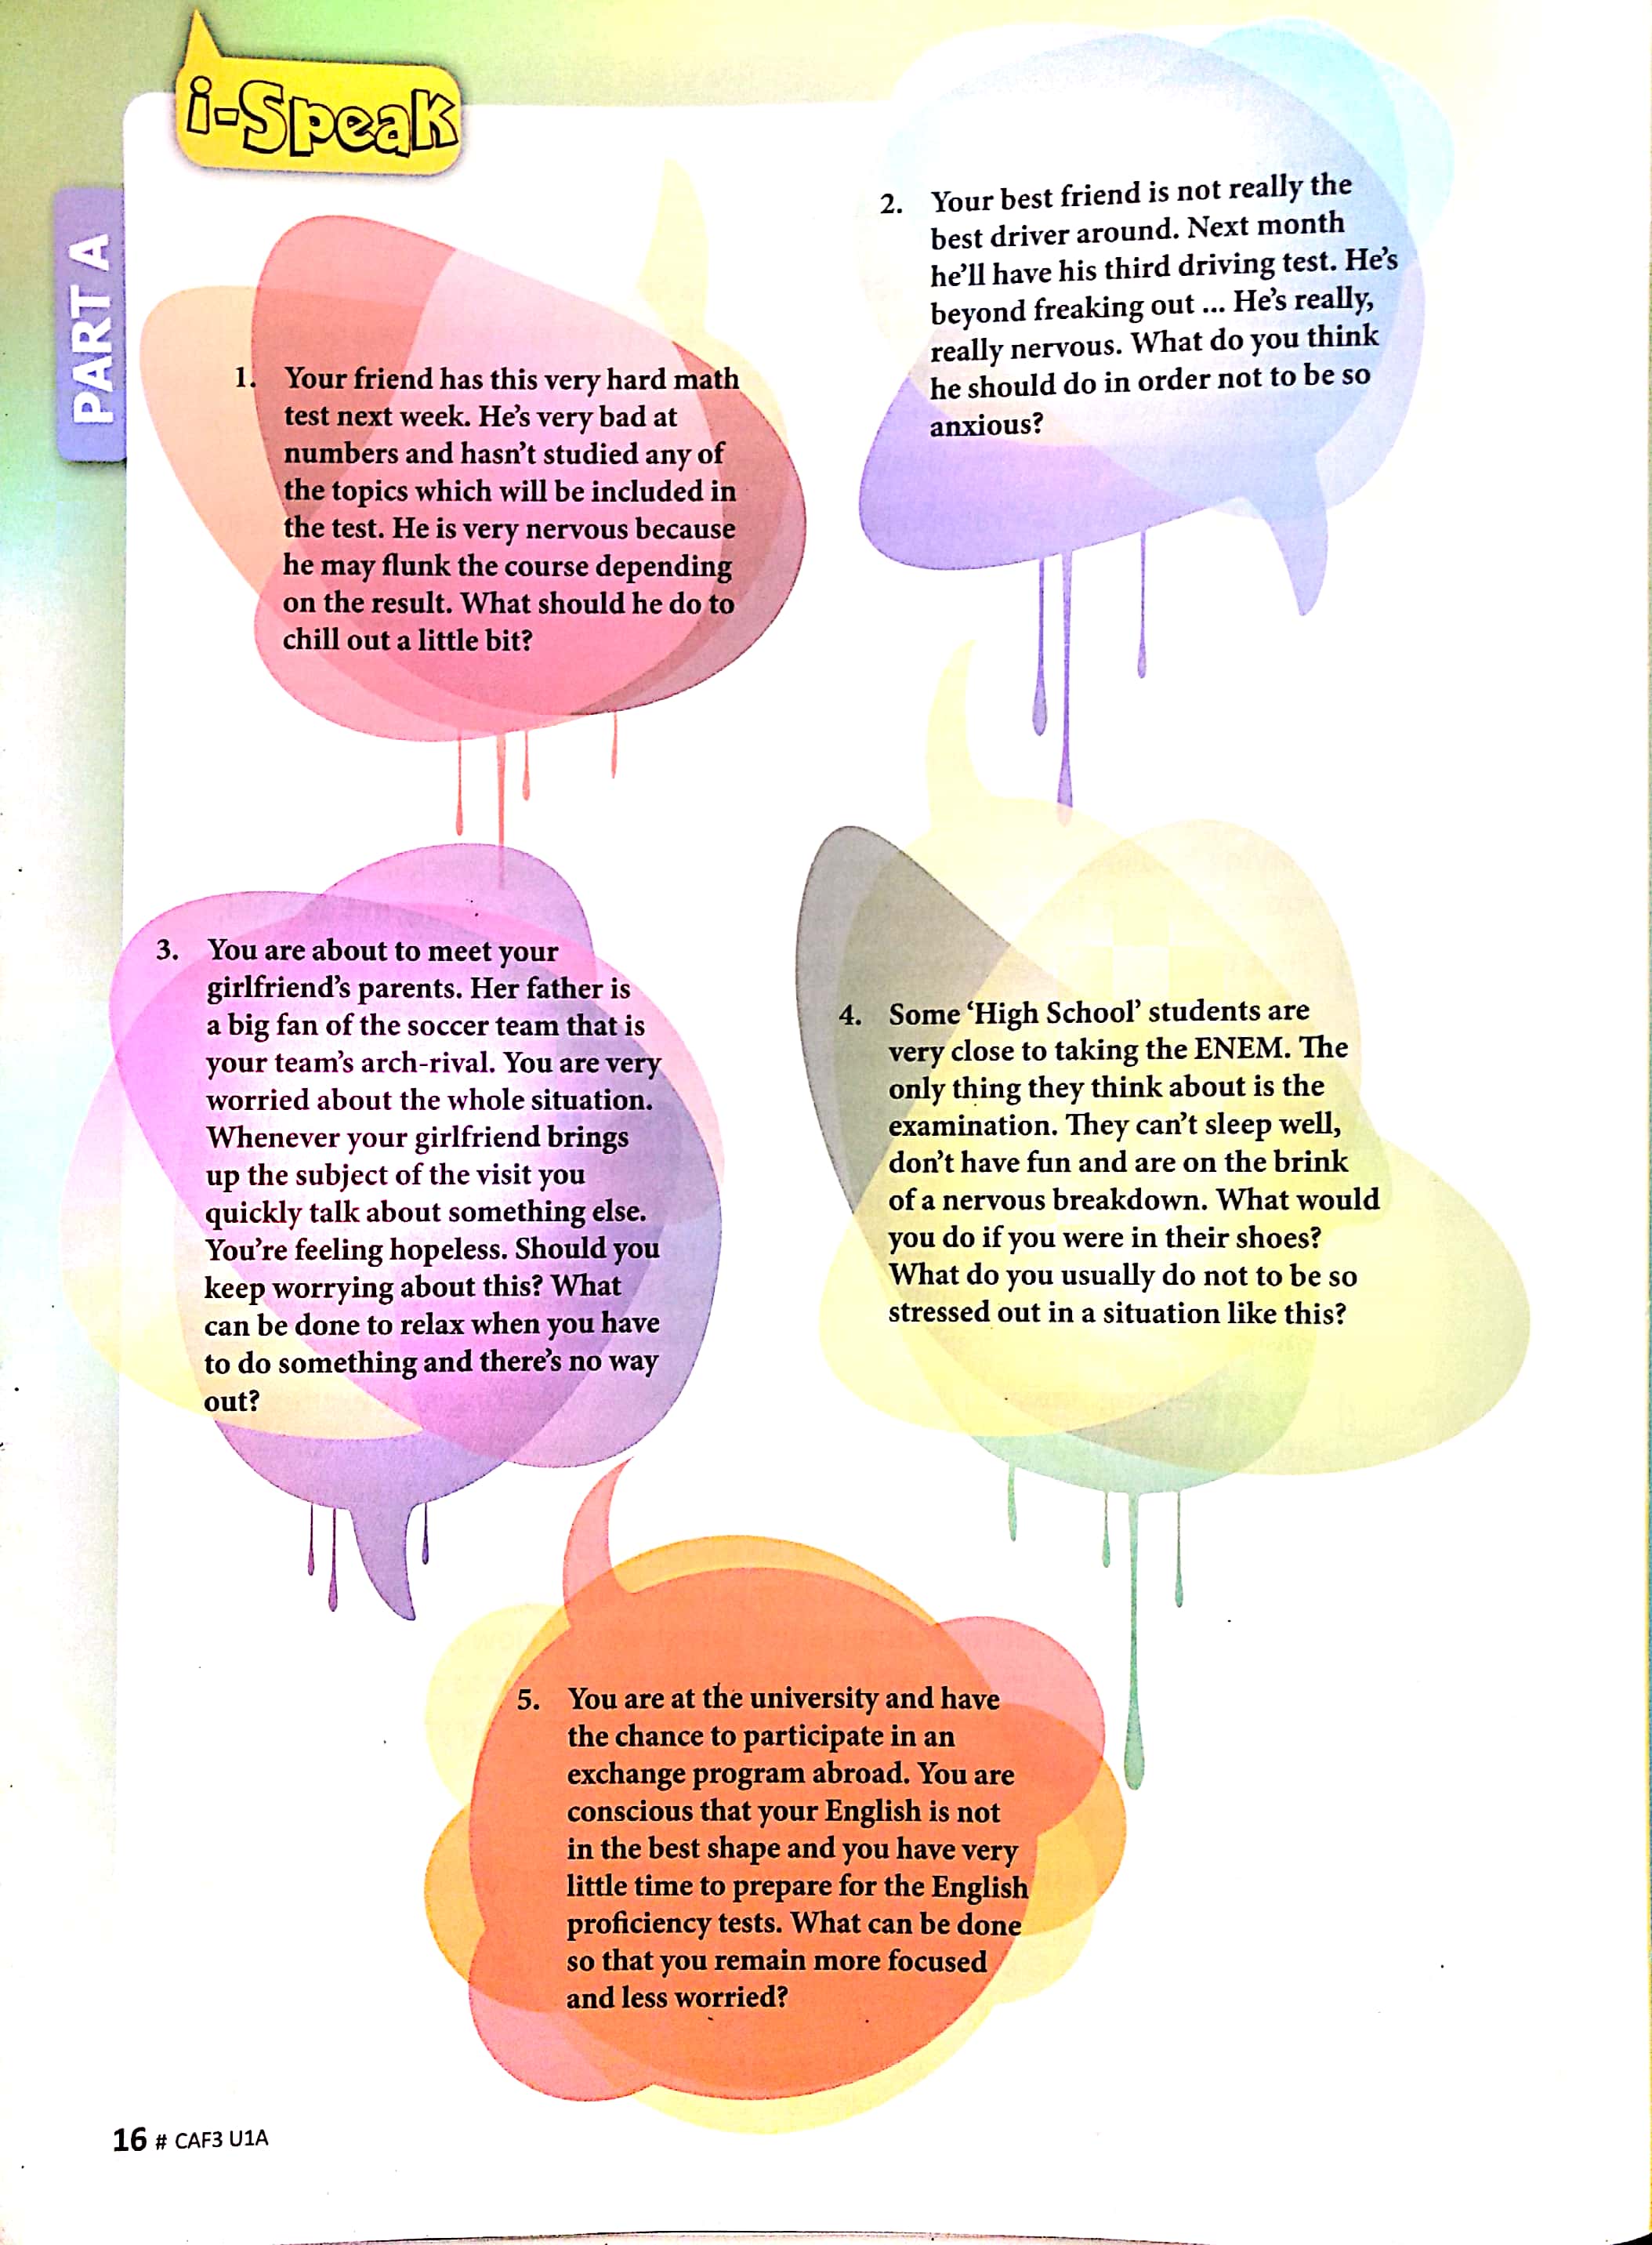 i-Speak
PART A
1. Your friend has this very hard math
test next week. He's very bad at
numbers and hasn't studied any of
the topics which will be included in
the test. He is very nervous because
he may flunk the course depending
on the result. What should he do to
chill out a little bit?
2. Your best friend is not really the
best driver around. Next month
he'll have his third driving test. He's
beyond freaking out ... He's really,
really nervous. What do you think
he should do in order not to be so
anxious?
3. You are about to meet your
girlfriend's parents. Her father is
a big fan of the soccer team that is
your team's arch-rival. You are very
worried about the whole situation.
Whenever your girlfriend brings
up the subject of the visit you
quickly talk about something else.
You're feeling hopeless. Should you
keep worrying about this? What
can be done to relax when you have
to do something and there's no way
out?
4. Some 'High School' students are
very close to taking the ENEM. The
only thing they think about is the
examination. They can't sleep well,
don't have fun and are on the brink
of a nervous breakdown. What would
you do if you were in their shoes?
What do you usually do not to be so
stressed out in a situation like this?
5. You are at the university and have
the chance to participate in an
exchange program abroad. You are
conscious that your English is not
in the best shape and you have very
little time to prepare for the English
proficiency tests. What can be done
so that you remain more focused
and less worried?
16 # CAF3 U1A